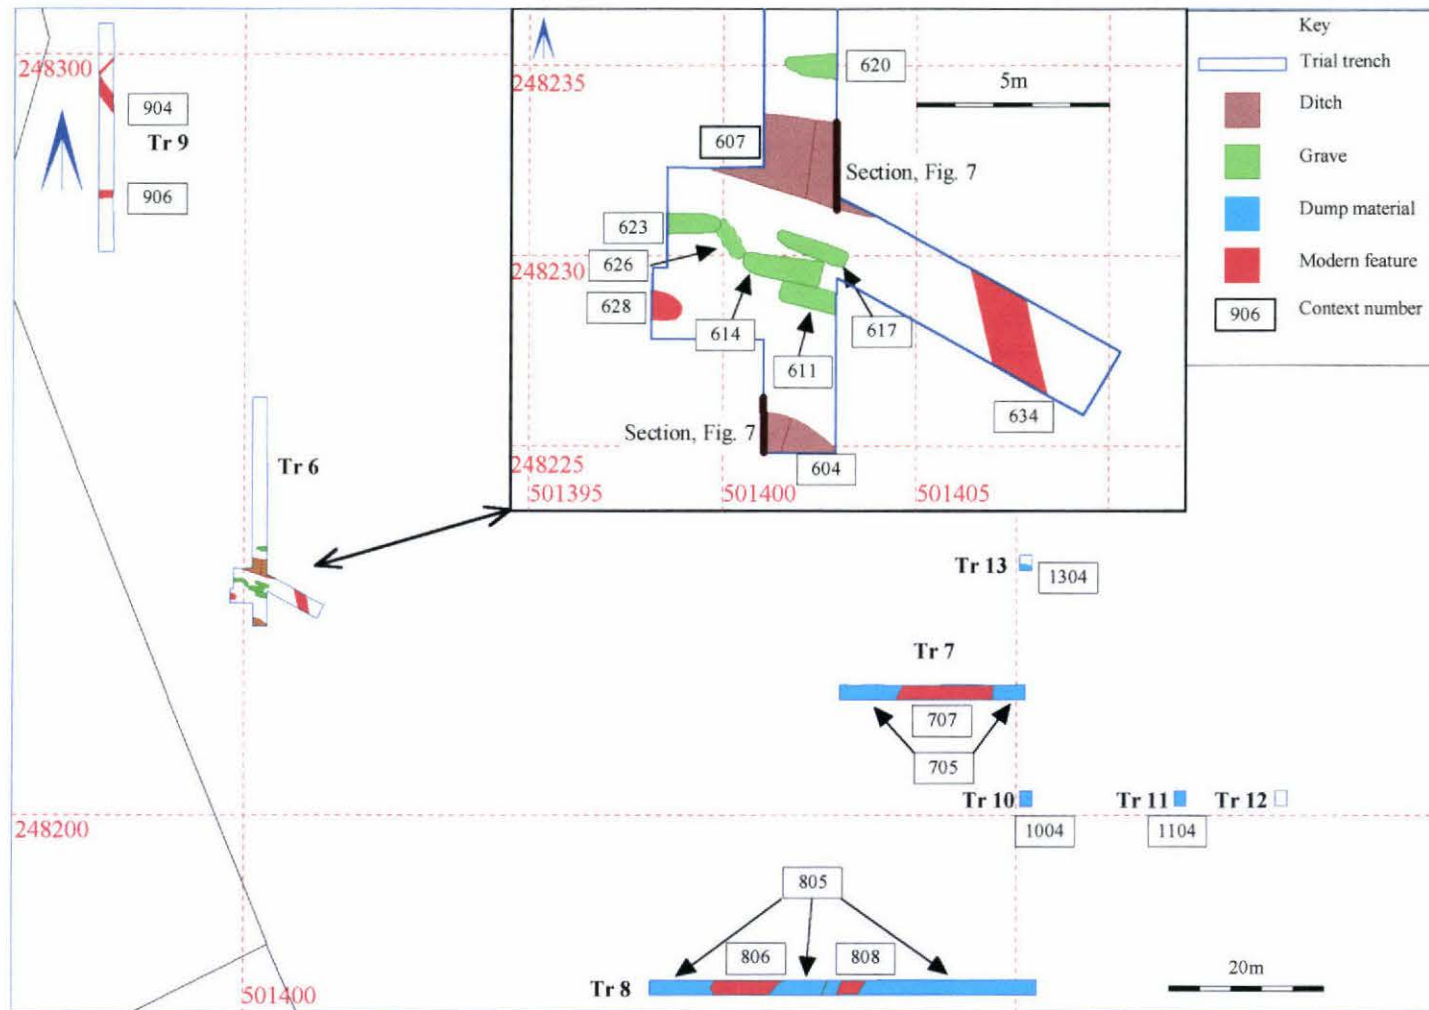 248300
904
Tr 9
906
Tr 6
248235
620
5m
607
Section, Fig. 7
623
626
248230
628
614
617
611
634
Section, Fig. 7
604
248225
501395
501400
501405
Key
Trial trench
Ditch
Grave
Dump material
Modern feature
906
Context number
Tr 13
1304
Tr 7
707
705
Tr 10
Tr 11
Tr 12
248200
1004
1104
805
806
808
Tr 8
20m
501400